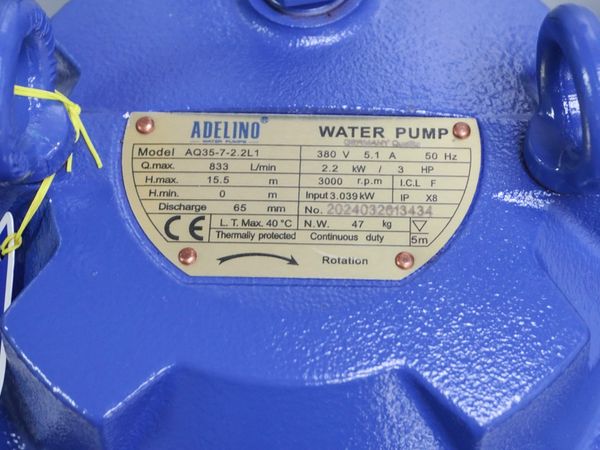 ADELINO® WATER PUMP
WATER PUMPS GERMANY Quality
Model AQ35-7-2.2L1 380 V 5.1 A 50 Hz
Q.max. 833 L/min 2.2 kW / 3 HP
H.max. 15.5 m 3000 r.p.m I.C.L F
H.min. 0 m Input 3.039 kW IP X8
Discharge 65 mm No. 2024032613434
CE L.T. Max. 40 °C N.W. 47 kg
Thermally protected Continuous duty 5m
Rotation